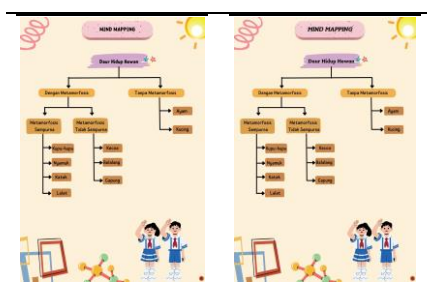 MIND MAPPING
Daur Hidup Hewan
Dengan Metamorfosis
Tanpa Metamorfosis
Metamorfosis
Sempurna
Metamorfosis
Tidak Sempurna
Ayam
Kucing
Kupu-Kupu
Nyamuk
Katak
Lalat
Kecoa
Belalang
Capung
MIND MAPPING
Daur Hidup Hewan
Dengan Metamorfosis
Tanpa Metamorfosis
Metamorfosis
Sempurna
Metamorfosis
Tidak Sempurna
Ayam
Kucing
Kupu-Kupu
Nyamuk
Katak
Lalat
Kecoa
Belalang
Capung